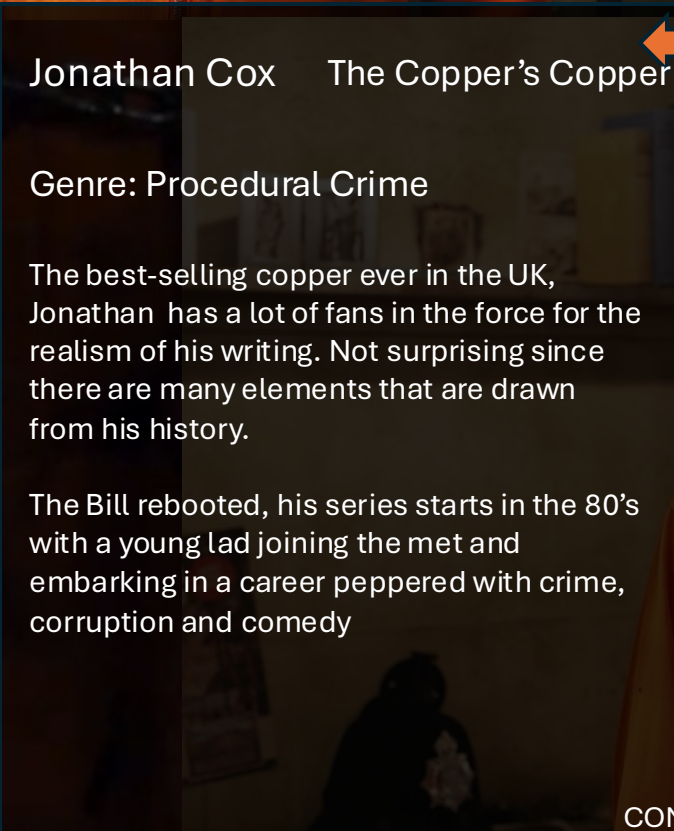 Jonathan Cox The Copper's Copper
Genre: Procedural Crime
The best-selling copper ever in the UK,
Jonathan has a lot of fans in the force for the
realism of his writing. Not surprising since
there are many elements that are drawn
from his history.
The Bill rebooted, his series starts in the 80's
with a young lad joining the met and
embarking in a career peppered with crime,
corruption and comedy
CON